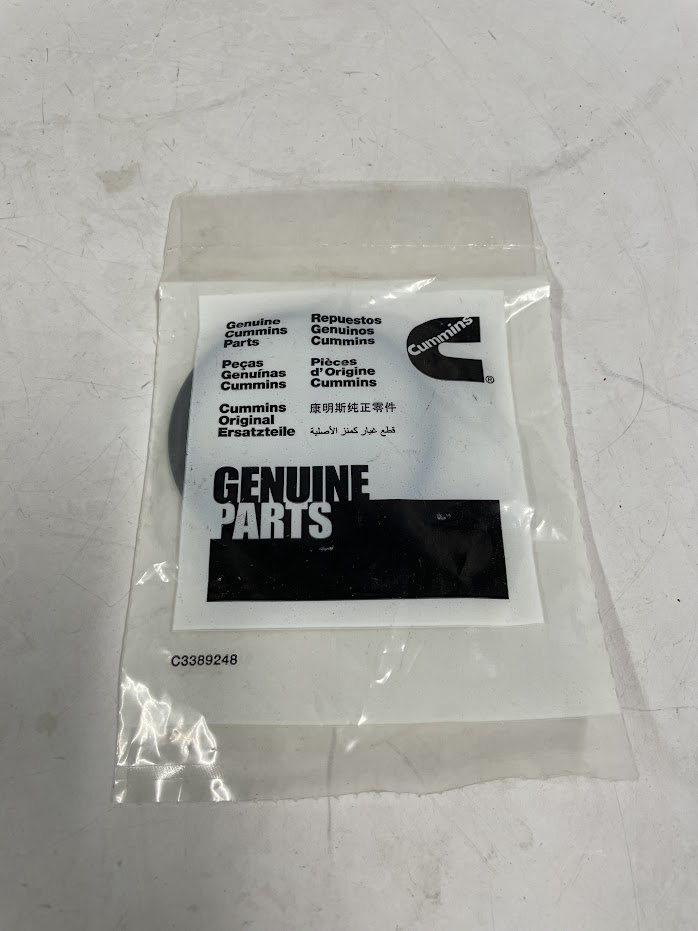 Genuine
Cummins
Parts
Repuestos
Genuinos
Cummins
Cummins
®
Peças
Genuínas
Cummins
Pièces
d'Origine
Cummins
Cummins
Original
Ersatzteile
康明斯纯正零件
قطع غيار كمنز الأصلية
GENUINE
PARTS
C3389248